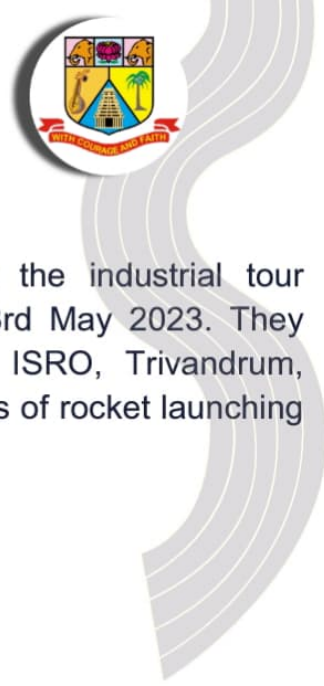 WITH COURAGE AND FAITH
the industrial tour
rd May 2023. They
ISRO, Trivandrum,
of rocket launching